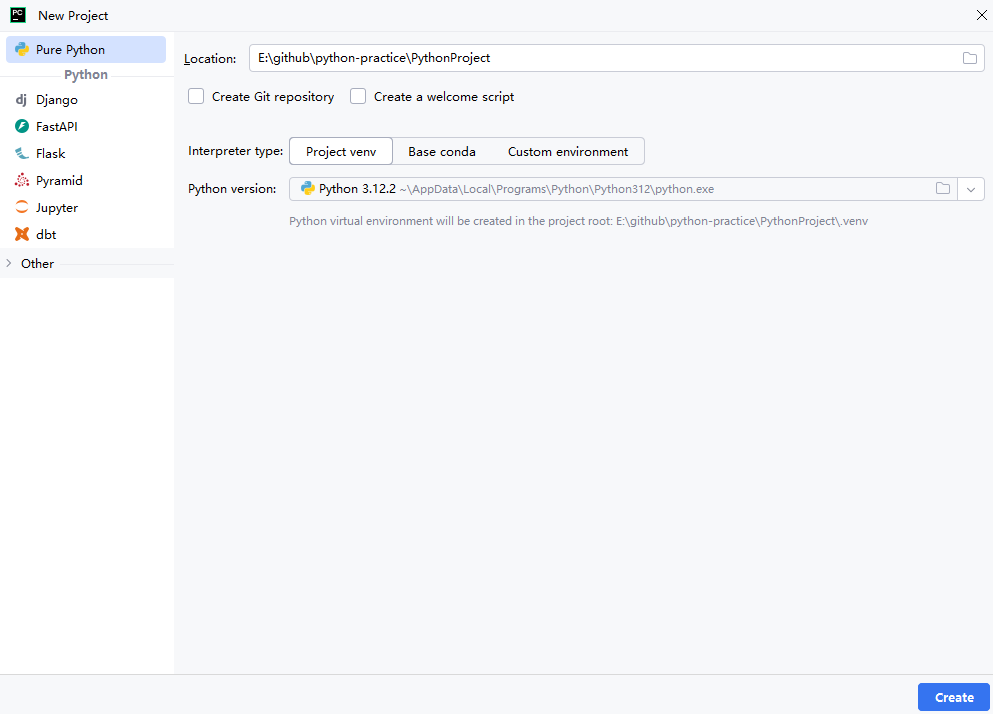 PC New Project
Pure Python
Python
dj Django
FastAPI
Flask
Pyramid
Jupyter
dbt
Other
Location: E:\github\python-practice\PythonProject
Create Git repository Create a welcome script
Interpreter type: Project venv Base conda Custom environment
Python version: Python 3.12.2 ~\AppData\Local\Programs\Python\Python312\python.exe
Python virtual environment will be created in the project root: E:\github\python-practice\PythonProject\.venv
Create